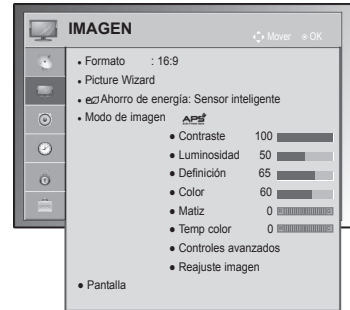 IMAGEN
Mover OK
• Formato : 16:9
• Picture Wizard
• Ahorro de energía: Sensor inteligente
• Modo de imagen APS
• Contraste 100
• Luminosidad 50
• Definición 65
• Color 60
• Matiz 0
• Temp color 0
• Controles avanzados
• Reajuste imagen
• Pantalla